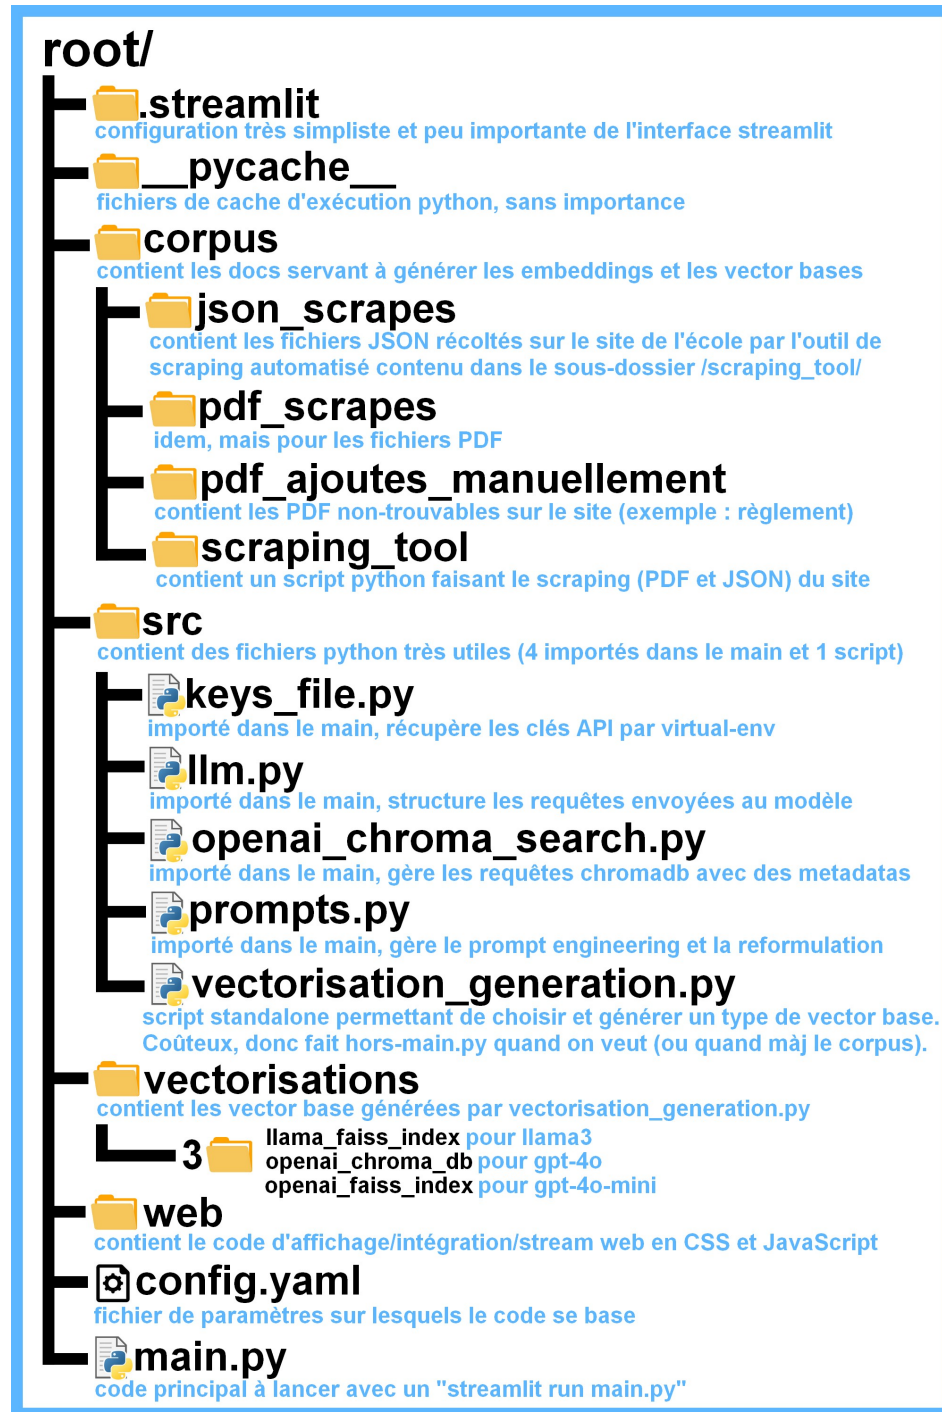 root/
.streamlit
configuration très simpliste et peu importante de l'interface streamlit
__pycache__
fichiers de cache d'exécution python, sans importance
corpus
contient les docs servant à générer les embeddings et les vector bases
json_scrapes
contient les fichiers JSON récoltés sur le site de l'école par l'outil de
scraping automatisé contenu dans le sous-dossier /scraping_tool/
pdf_scrapes
idem, mais pour les fichiers PDF
pdf_ajoutes_manuellement
contient les PDF non-trouvables sur le site (exemple : règlement)
scraping_tool
contient un script python faisant le scraping (PDF et JSON) du site
src
contient des fichiers python très utiles (4 importés dans le main et 1 script)
keys_file.py
importé dans le main, récupère les clés API par virtual-env
llm.py
importé dans le main, structure les requêtes envoyées au modèle
openai_chroma_search.py
importé dans le main, gère les requêtes chromadb avec des metadatas
prompts.py
importé dans le main, gère le prompt engineering et la reformulation
vectorisation_generation.py
script standalone permettant de choisir et générer un type de vector base.
Coûteux, donc fait hors-main.py quand on veut (ou quand màj le corpus).
vectorisations
contient les vector base générées par vectorisation_generation.py
3
llama_faiss_index pour llama3
openai_chroma_db pour gpt-4o
openai_faiss_index pour gpt-4o-mini
web
contient le code d'affichage/intégration/stream web en CSS et JavaScript
config.yaml
fichier de paramètres sur lesquels le code se base
main.py
code principal à lancer avec un "streamlit run main.py"